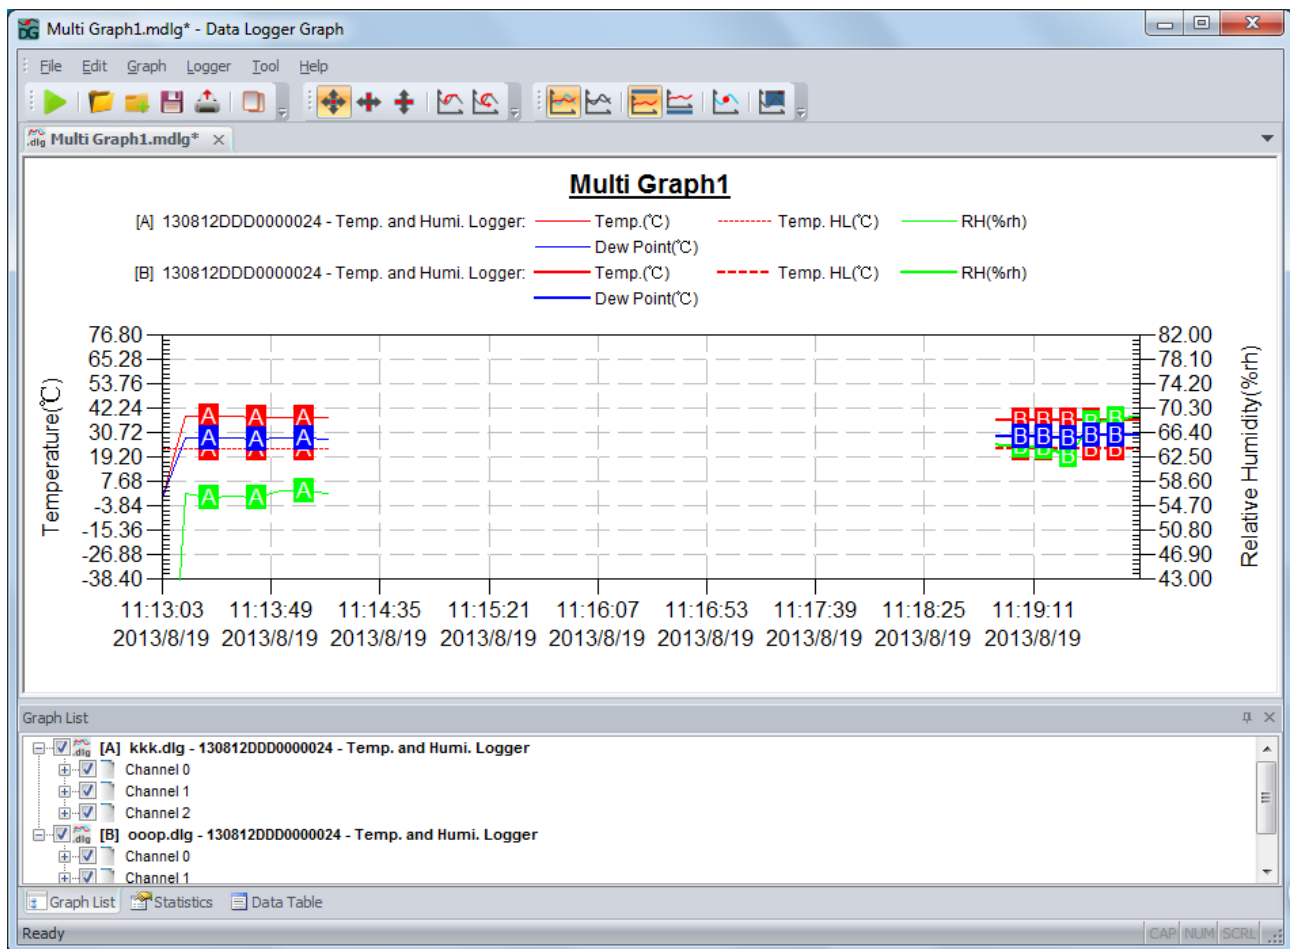 Multi Graph1.mdlg* - Data Logger Graph
File Edit Graph Logger Tool Help
.dlg Multi Graph1.mdlg*
Multi Graph1
[A] 130812DDD0000024 - Temp. and Humi. Logger: Temp.(℃) Temp. HL(℃) RH(%rh)
Dew Point(℃)
[B] 130812DDD0000024 - Temp. and Humi. Logger: Temp.(℃) Temp. HL(℃) RH(%rh)
Dew Point(℃)
Temperature(℃)
76.80
65.28
53.76
42.24
30.72
19.20
7.68
-3.84
-15.36
-26.88
-38.40
A A A
A A A
A A A
A A A
B B B B B
B B B B B
B B B B B
82.00
78.10
74.20
70.30
66.40
62.50
58.60
54.70
50.80
46.90
43.00
Relative Humidity(%rh)
11:13:03 11:13:49 11:14:35 11:15:21 11:16:07 11:16:53 11:17:39 11:18:25 11:19:11
2013/8/19 2013/8/19 2013/8/19 2013/8/19 2013/8/19 2013/8/19 2013/8/19 2013/8/19 2013/8/19
Graph List
.dlg [A] kkk.dlg - 130812DDD0000024 - Temp. and Humi. Logger
Channel 0
Channel 1
Channel 2
.dlg [B] ooop.dlg - 130812DDD0000024 - Temp. and Humi. Logger
Channel 0
Channel 1
Graph List Statistics Data Table
Ready CAP NUM SCRL